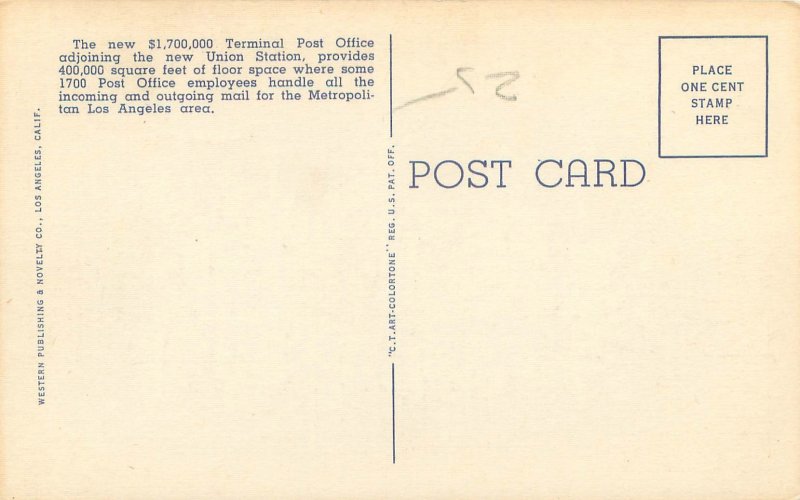 The new $1,700,000 Terminal Post Office
adjoining the new Union Station, provides
400,000 square feet of floor space where some
1700 Post Office employees handle all the
incoming and outgoing mail for the Metropoli-
tan Los Angeles area.
WESTERN PUBLISHING & NOVELTY CO., LOS ANGELES, CALIF.
"C.T. ART-COLORTONE" REG. U.S. PAT. OFF.
POST CARD
PLACE
ONE CENT
STAMP
HERE